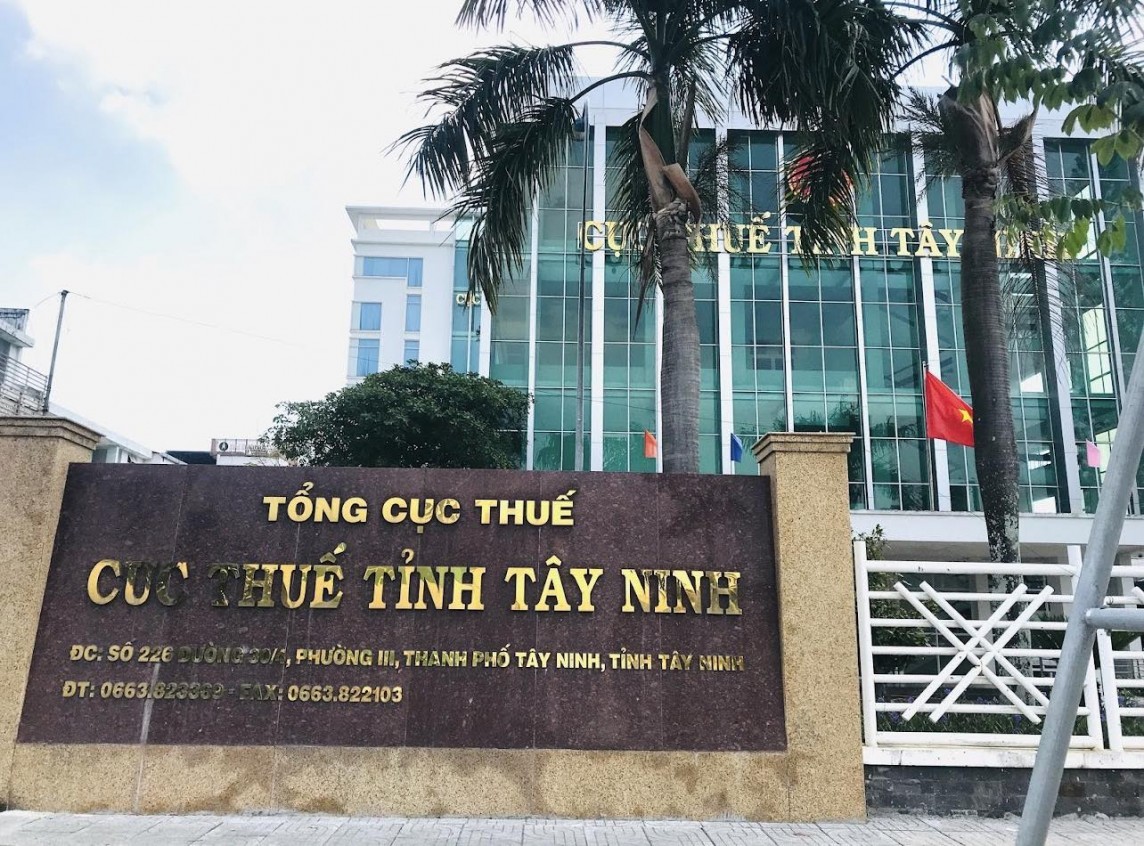 CỤC THUẾ TỈNH TÂY
CỤC
TỔNG CỤC THUẾ
CỤC THUẾ TỈNH TÂY NINH
ĐC: SỐ 226 ĐƯỜNG 30/4, PHƯỜNG III, THÀNH PHỐ TÂY NINH, TỈNH TÂY NINH
ĐT: 0663.823369 - FAX: 0663.822103